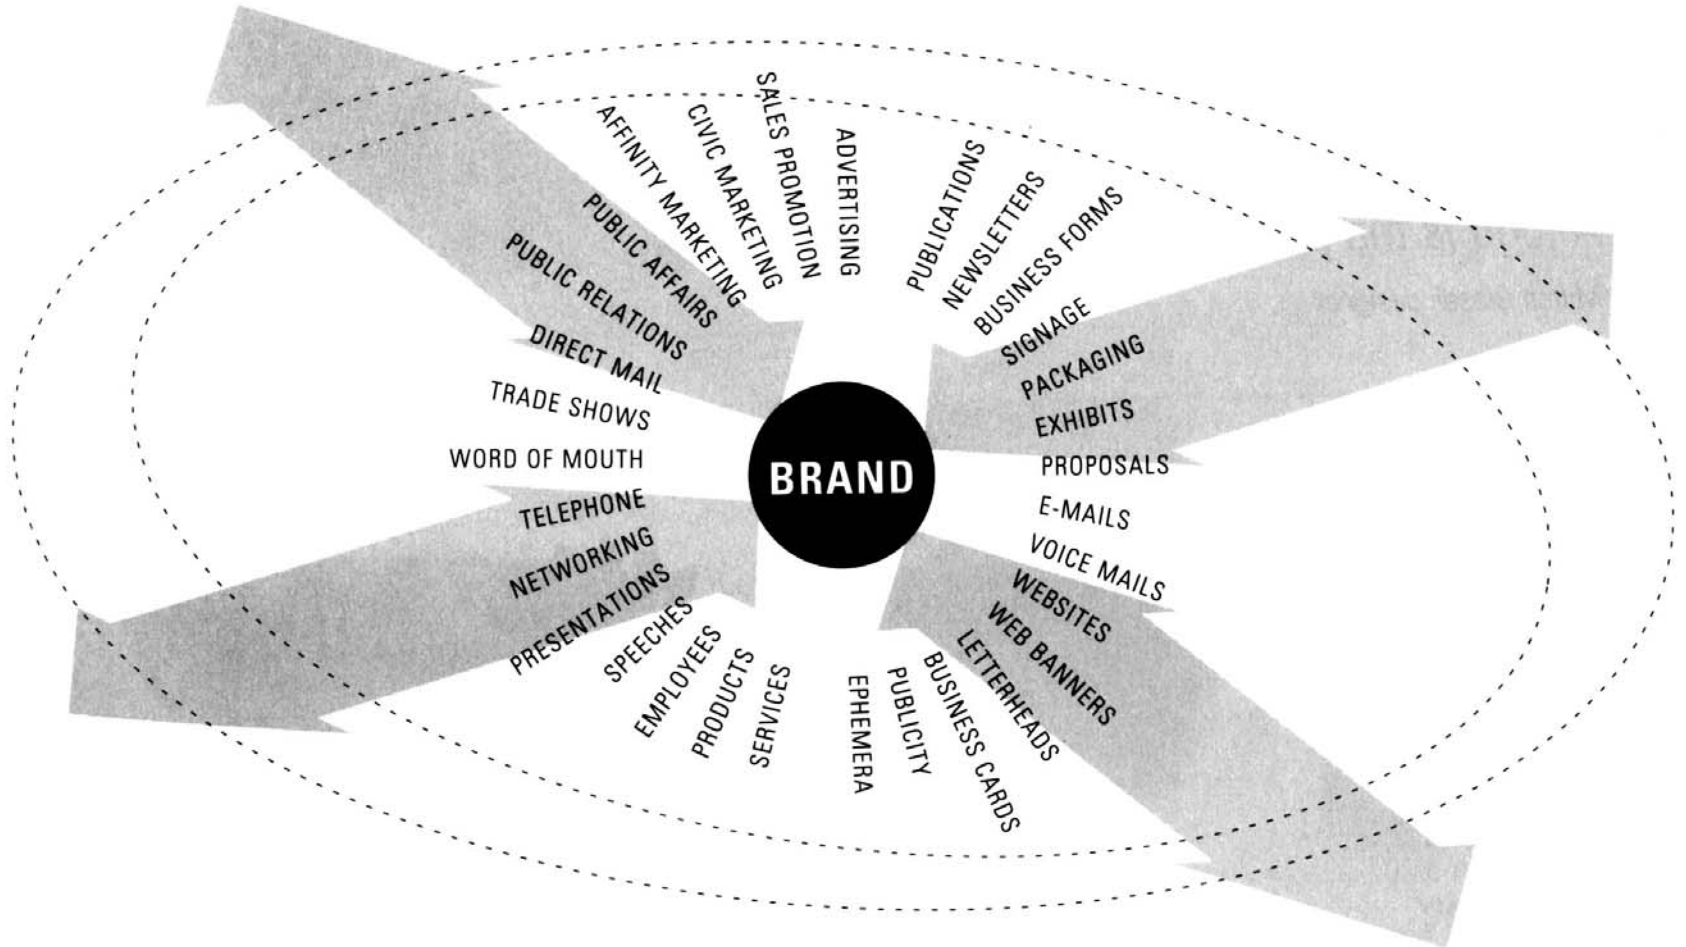 SALES PROMOTION
ADVERTISING
CIVIC MARKETING
AFFINITY MARKETING
PUBLIC AFFAIRS
PUBLIC RELATIONS
DIRECT MAIL
TRADE SHOWS
WORD OF MOUTH
TELEPHONE
NETWORKING
PRESENTATIONS
SPEECHES
EMPLOYEES
PRODUCTS
SERVICES
BRAND
PUBLICATIONS
NEWSLETTERS
BUSINESS FORMS
SIGNAGE
PACKAGING
EXHIBITS
PROPOSALS
E-MAILS
VOICE MAILS
WEBSITES
WEB BANNERS
LETTERHEADS
BUSINESS CARDS
PUBLICITY
EPHEMERA